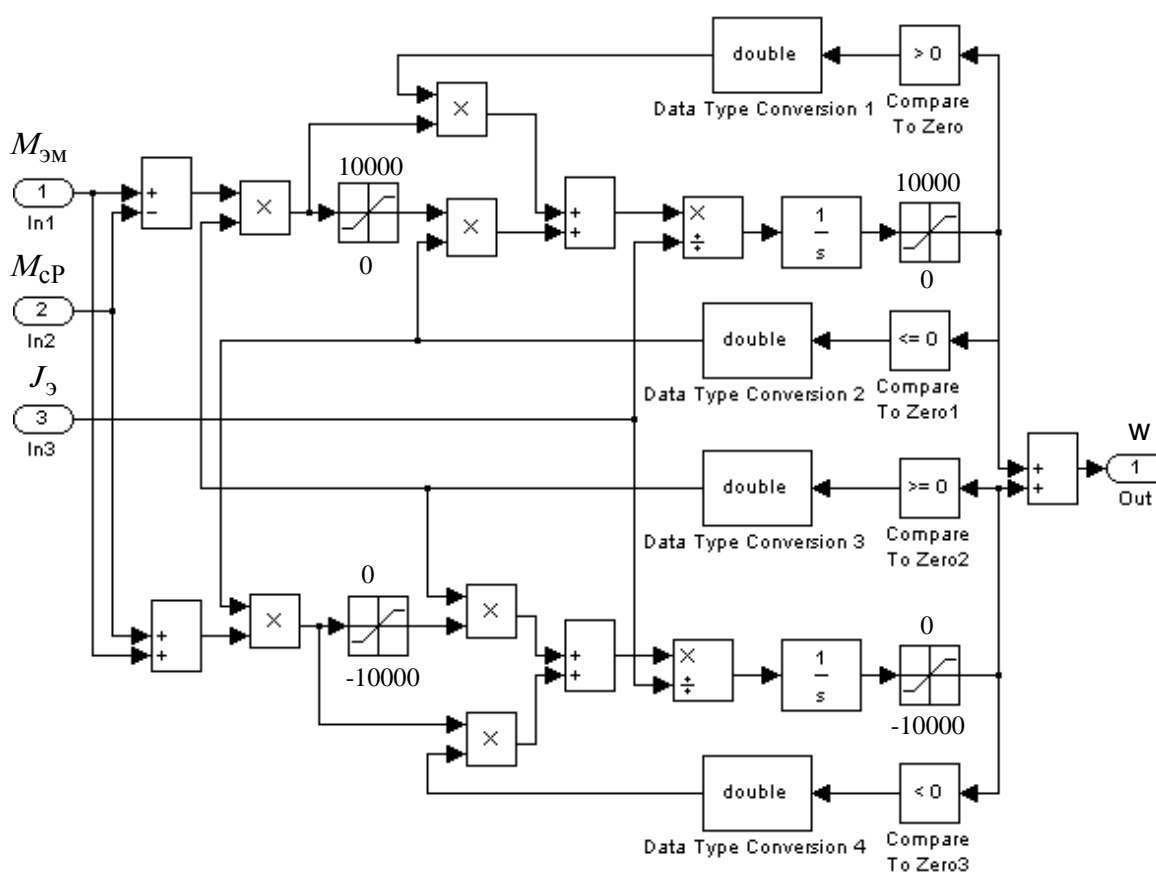 double
> 0
Data Type Conversion 1
Compare
To Zero
×
Mэм
1
In1
+
−
×
10000
0
×
+
+
×
÷
1
s
10000
0
McP
2
In2
double
<= 0
Data Type Conversion 2
Compare
To Zero1
Jэ
3
In3
+
+
W
1
Out
double
>= 0
Data Type Conversion 3
Compare
To Zero2
+
+
×
0
-10000
×
+
+
×
÷
1
s
0
-10000
×
double
< 0
Data Type Conversion 4
Compare
To Zero3